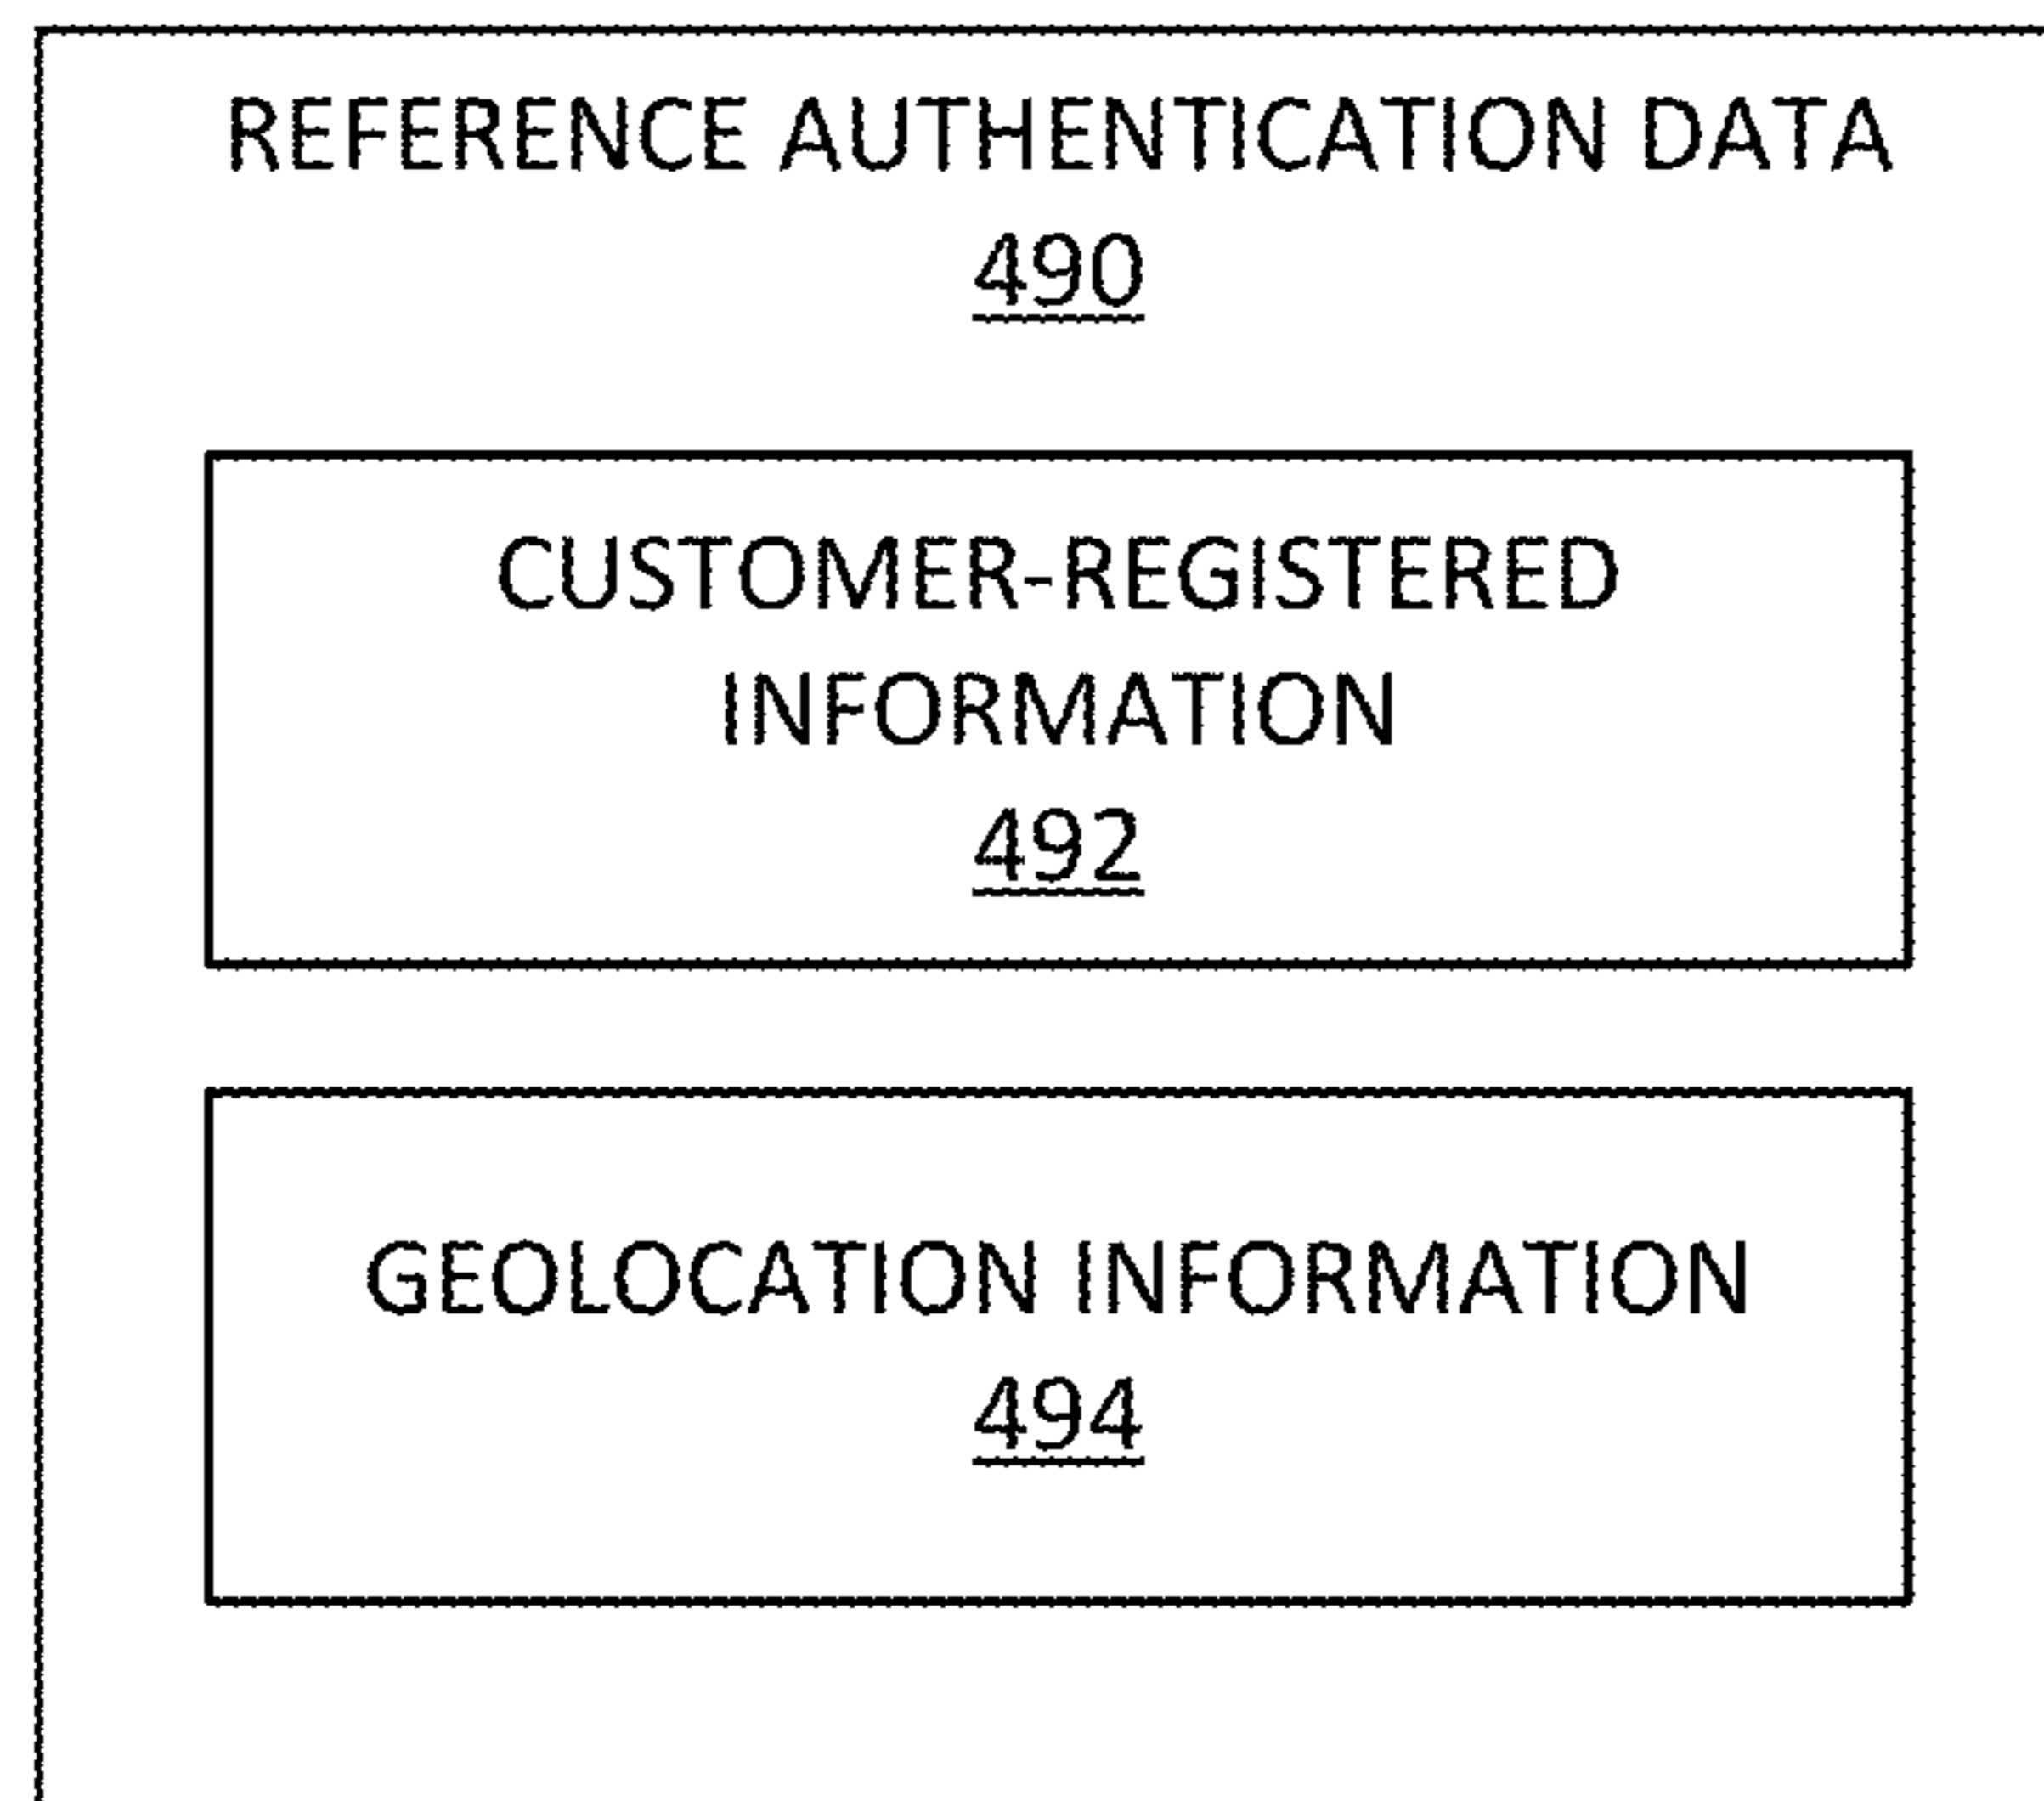 REFERENCE AUTHENTICATION DATA
490
CUSTOMER-REGISTERED
INFORMATION
492
GEOLOCATION INFORMATION
494